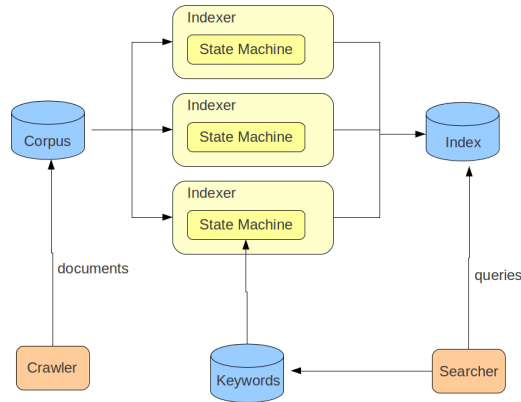 Indexer
State Machine
Indexer
State Machine
Corpus
Index
Indexer
State Machine
documents
queries
Crawler
Keywords
Searcher